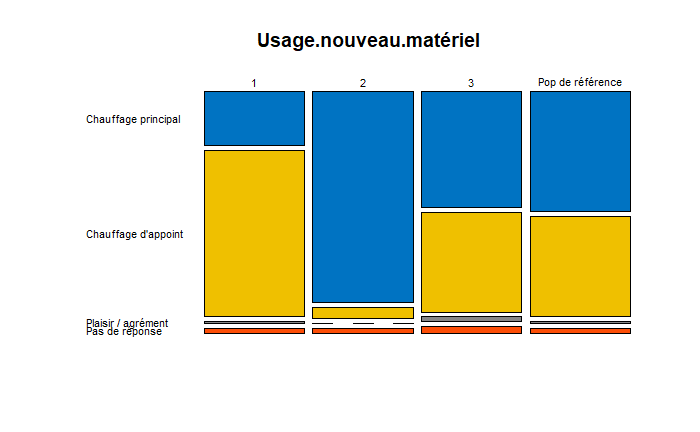 Usage.nouveau.matériel
1 2 3 Pop de référence
Chauffage principal
Chauffage d'appoint
Plaisir / agrément
Pas de réponse